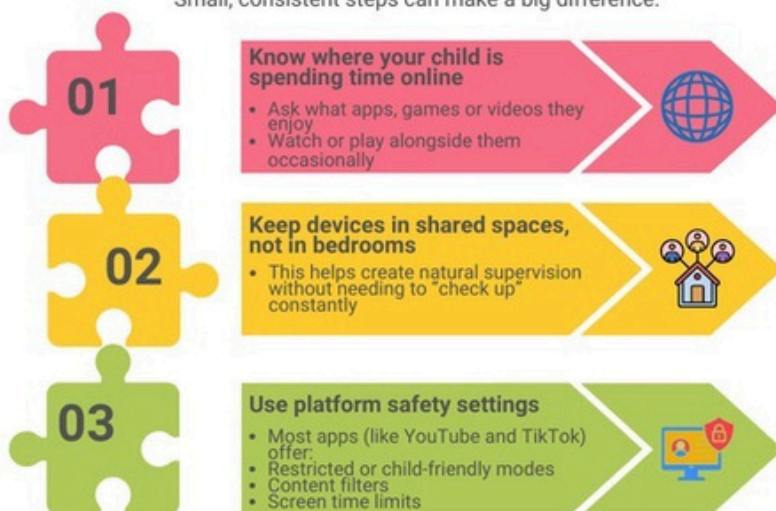 Small, consistent steps can make a big difference.
01
Know where your child is
spending time online
• Ask what apps, games or videos they
enjoy
• Watch or play alongside them
occasionally
02
Keep devices in shared spaces,
not in bedrooms
• This helps create natural supervision
without needing to "check up"
constantly
03
Use platform safety settings
• Most apps (like YouTube and TikTok)
offer:
• Restricted or child-friendly modes
• Content filters
• Screen time limits